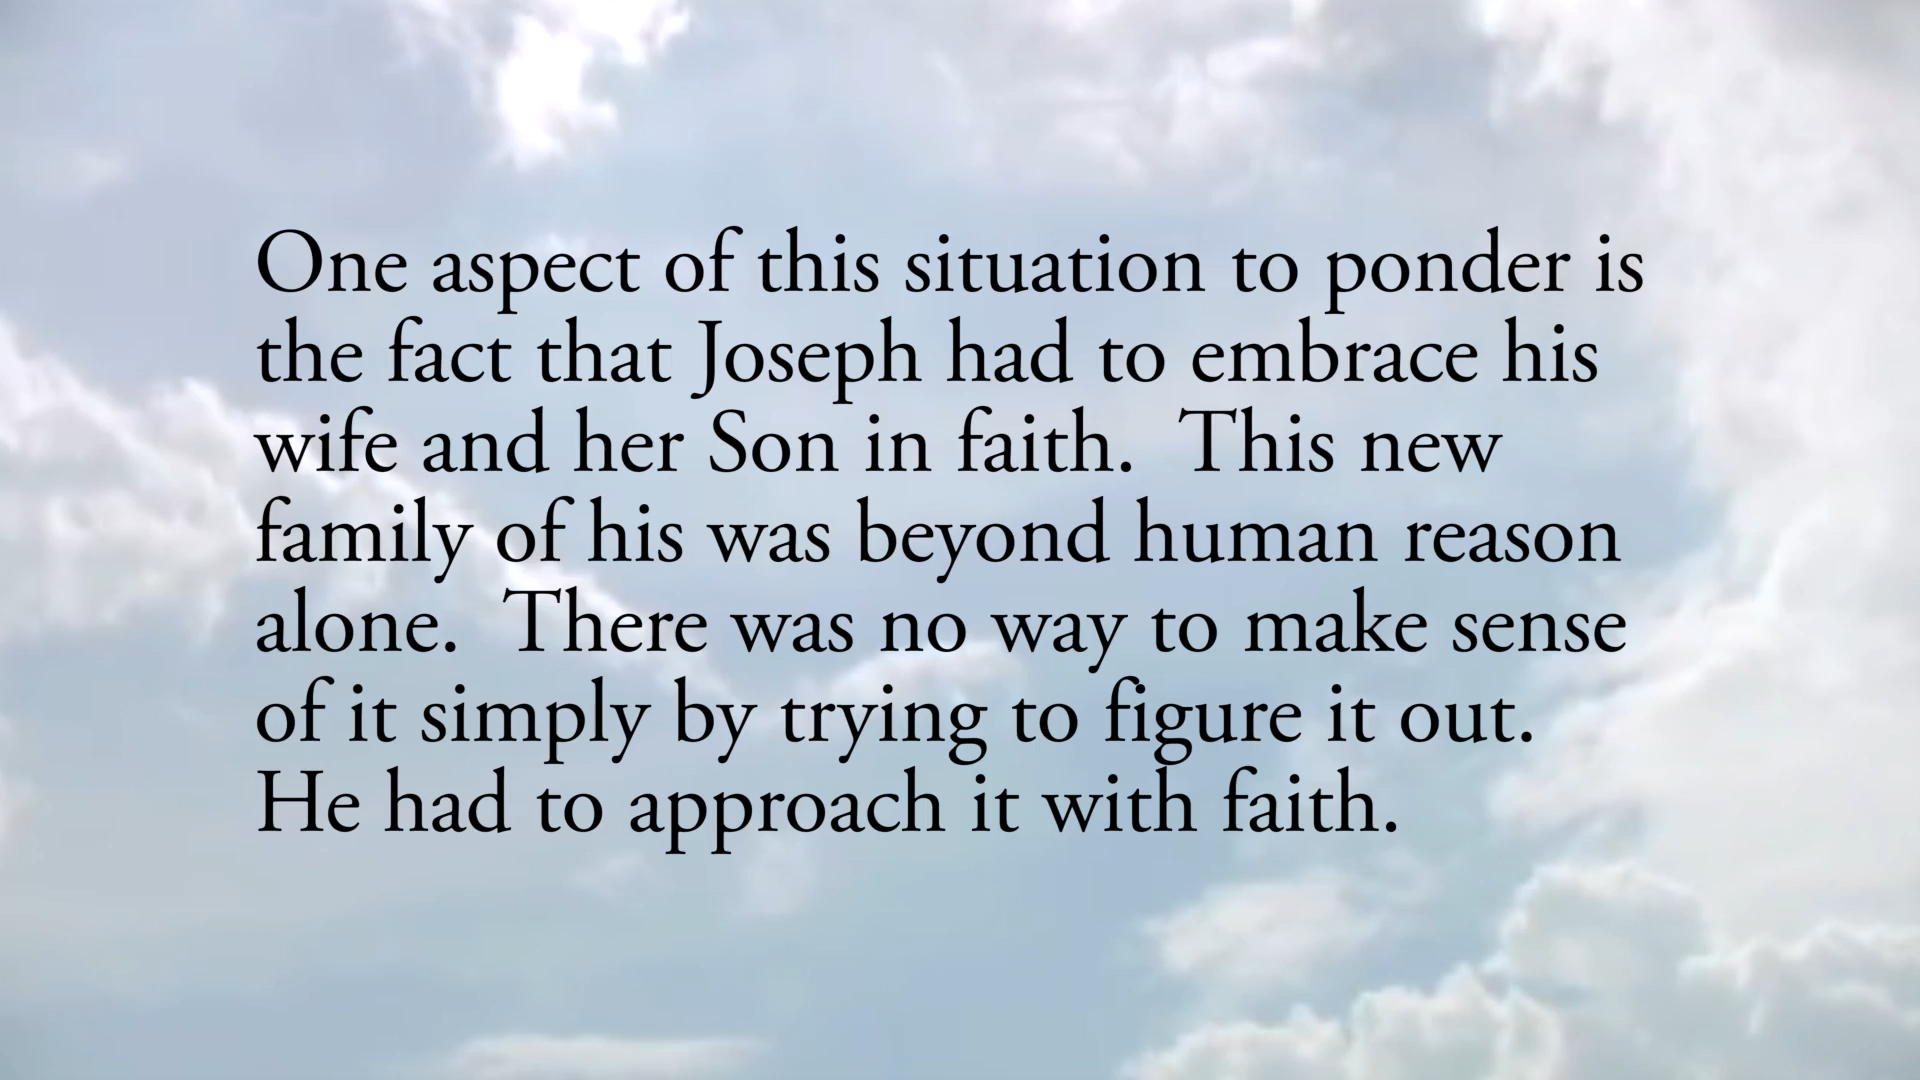 One aspect of this situation to ponder is
the fact that Joseph had to embrace his
wife and her Son in faith.  This new
family of his was beyond human reason
alone.  There was no way to make sense
of it simply by trying to figure it out.
He had to approach it with faith.